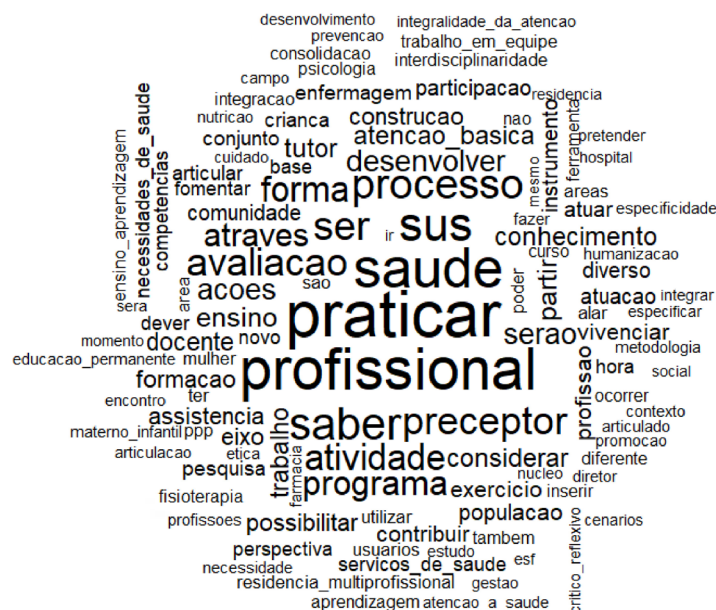 desenvolvimento integralidade_da_atencao
prevencao trabalho_em_equipe
consolidacao interdisciplinaridade
psicologia
campo enfermagem participacao residencia
integracao
nutricao crianca construcao nao
conjunto tutor atencao_basica pretender
cuidado base desenvolver hospital
articular
fomentar forma processo mesmo instrumento ferramenta areas
comunidade ser sus fazer atuar especificidade
ensino_aprendizagem necessidades_de_saude competencias
atraves ir conhecimento
avaliacao saude curso humanizacao
sao poder partir diverso
area acoes atuacao integrar
sera ensino praticar alar especificar
dever novo serao vivenciar
momento docente metodologia
educacao_permanente mulher profissional hora social
formacao profissao
encontro ter ocorrer
assistencia saber preceptor contexto
materno_infantil ppp eixo trabalho articulado
articulacao etica promocao
pesquisa farmacia atividade considerar diferente
nucleo diretor
fisioterapia programa exercicio inserir
profissoes possibilitar utilizar populacao cenarios
contribuir tambem
perspectiva usuarios estudo
necessidade servicos_de_saude esf
residencia_multiprofissional gestao critico_reflexivo
aprendizagem atencao_a_saude